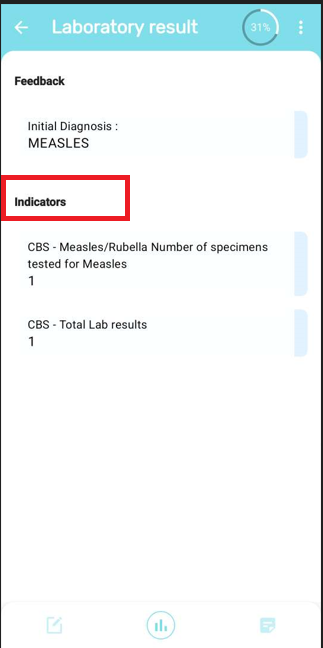 Laboratory result
31%
Feedback
Initial Diagnosis :
MEASLES
Indicators
CBS - Measles/Rubella Number of specimens
tested for Measles
1
CBS - Total Lab results
1